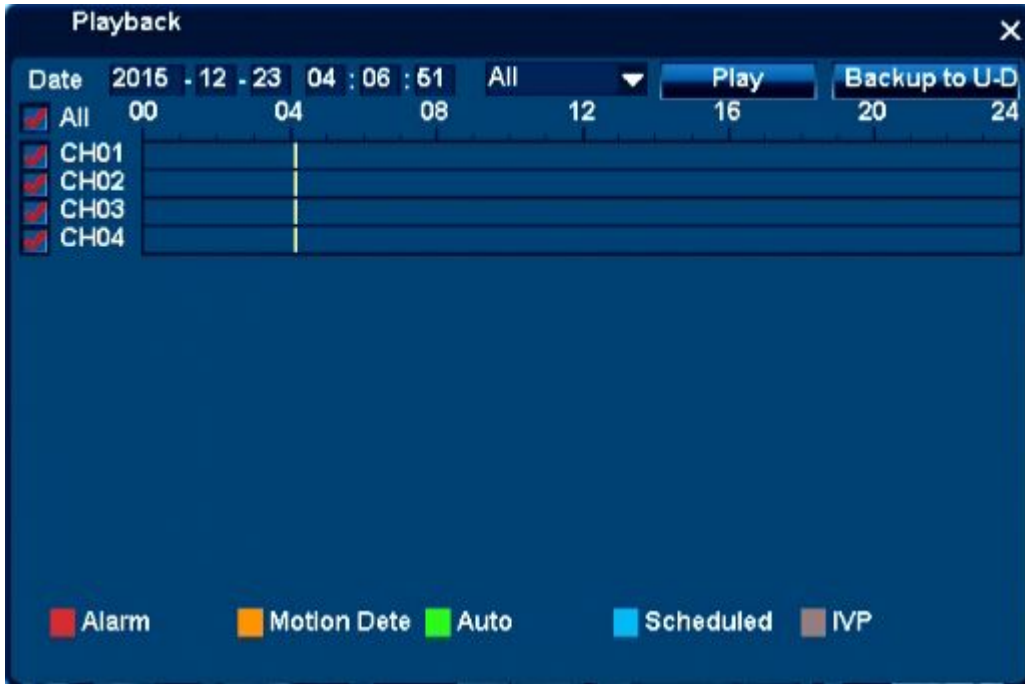 Playback
Date 2015 - 12 - 23 04 : 06 : 51 All Play Backup to U-D
All 00 04 08 12 16 20 24
CH01
CH02
CH03
CH04
Alarm Motion Dete Auto Scheduled IVP